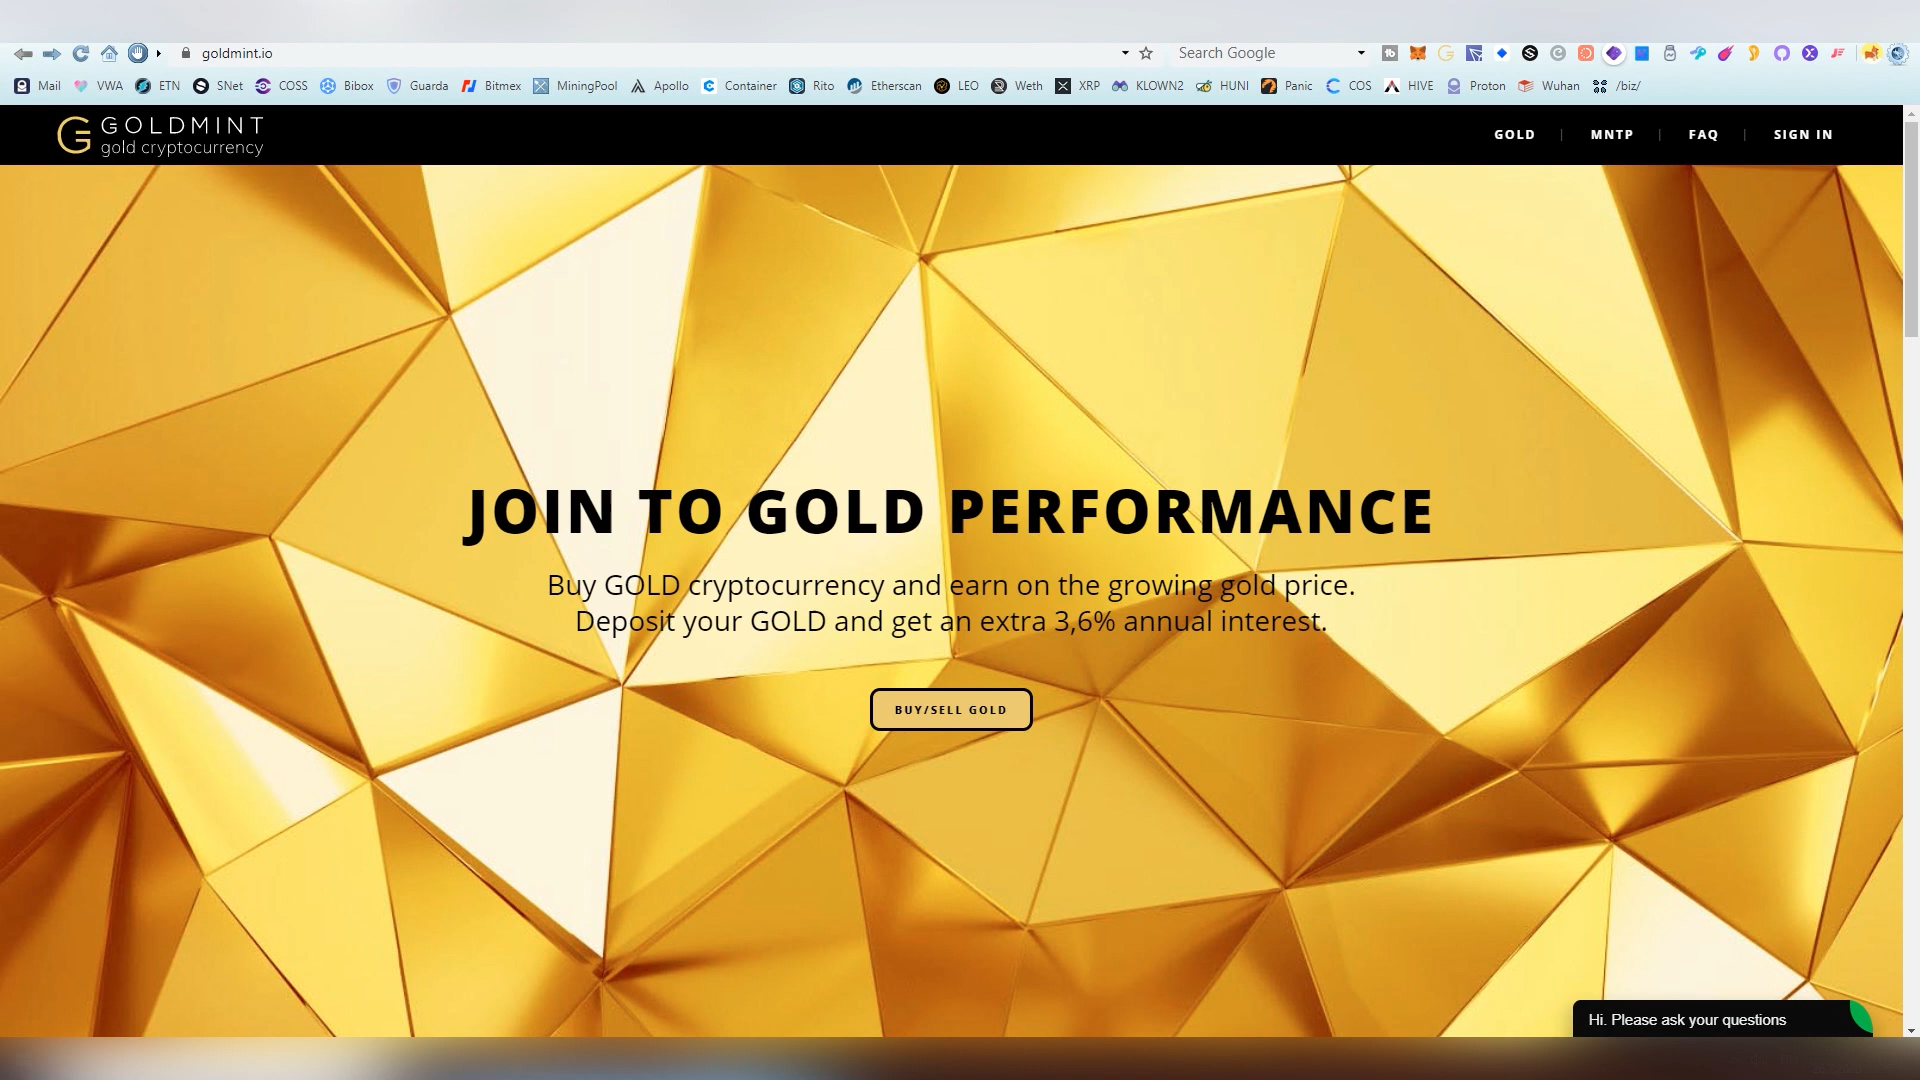 goldmint.io
Search Google
Mail VWA ETN SNet COSS Bibox Guarda Bitmex MiningPool Apollo Container Rito Etherscan LEO Weth XRP KLOWN2 HUNI Panic COS HIVE Proton Wuhan /biz/
GOLDMINT
gold cryptocurrency
GOLD | MNTP | FAQ | SIGN IN
JOIN TO GOLD PERFORMANCE
Buy GOLD cryptocurrency and earn on the growing gold price.
Deposit your GOLD and get an extra 3,6% annual interest.
BUY/SELL GOLD
Hi. Please ask your questions